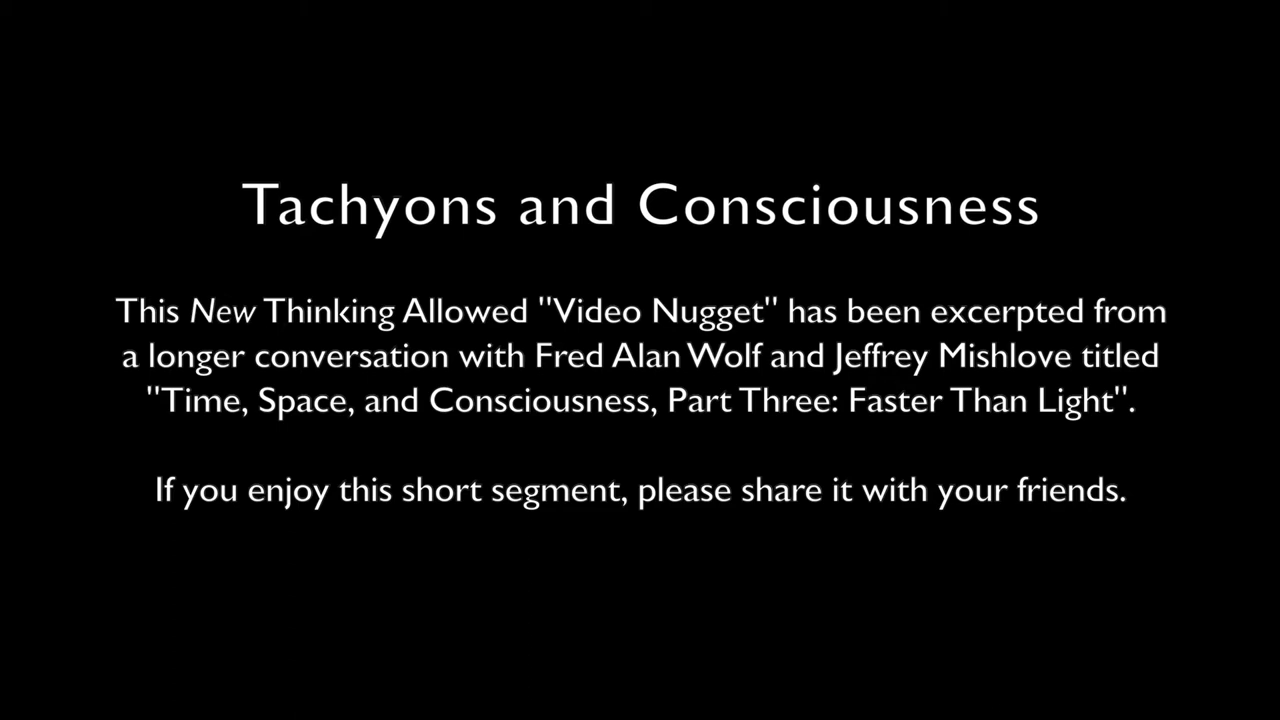 Tachyons and Consciousness
This New Thinking Allowed "Video Nugget" has been excerpted from
a longer conversation with Fred Alan Wolf and Jeffrey Mishlove titled
"Time, Space, and Consciousness, Part Three: Faster Than Light".
If you enjoy this short segment, please share it with your friends.